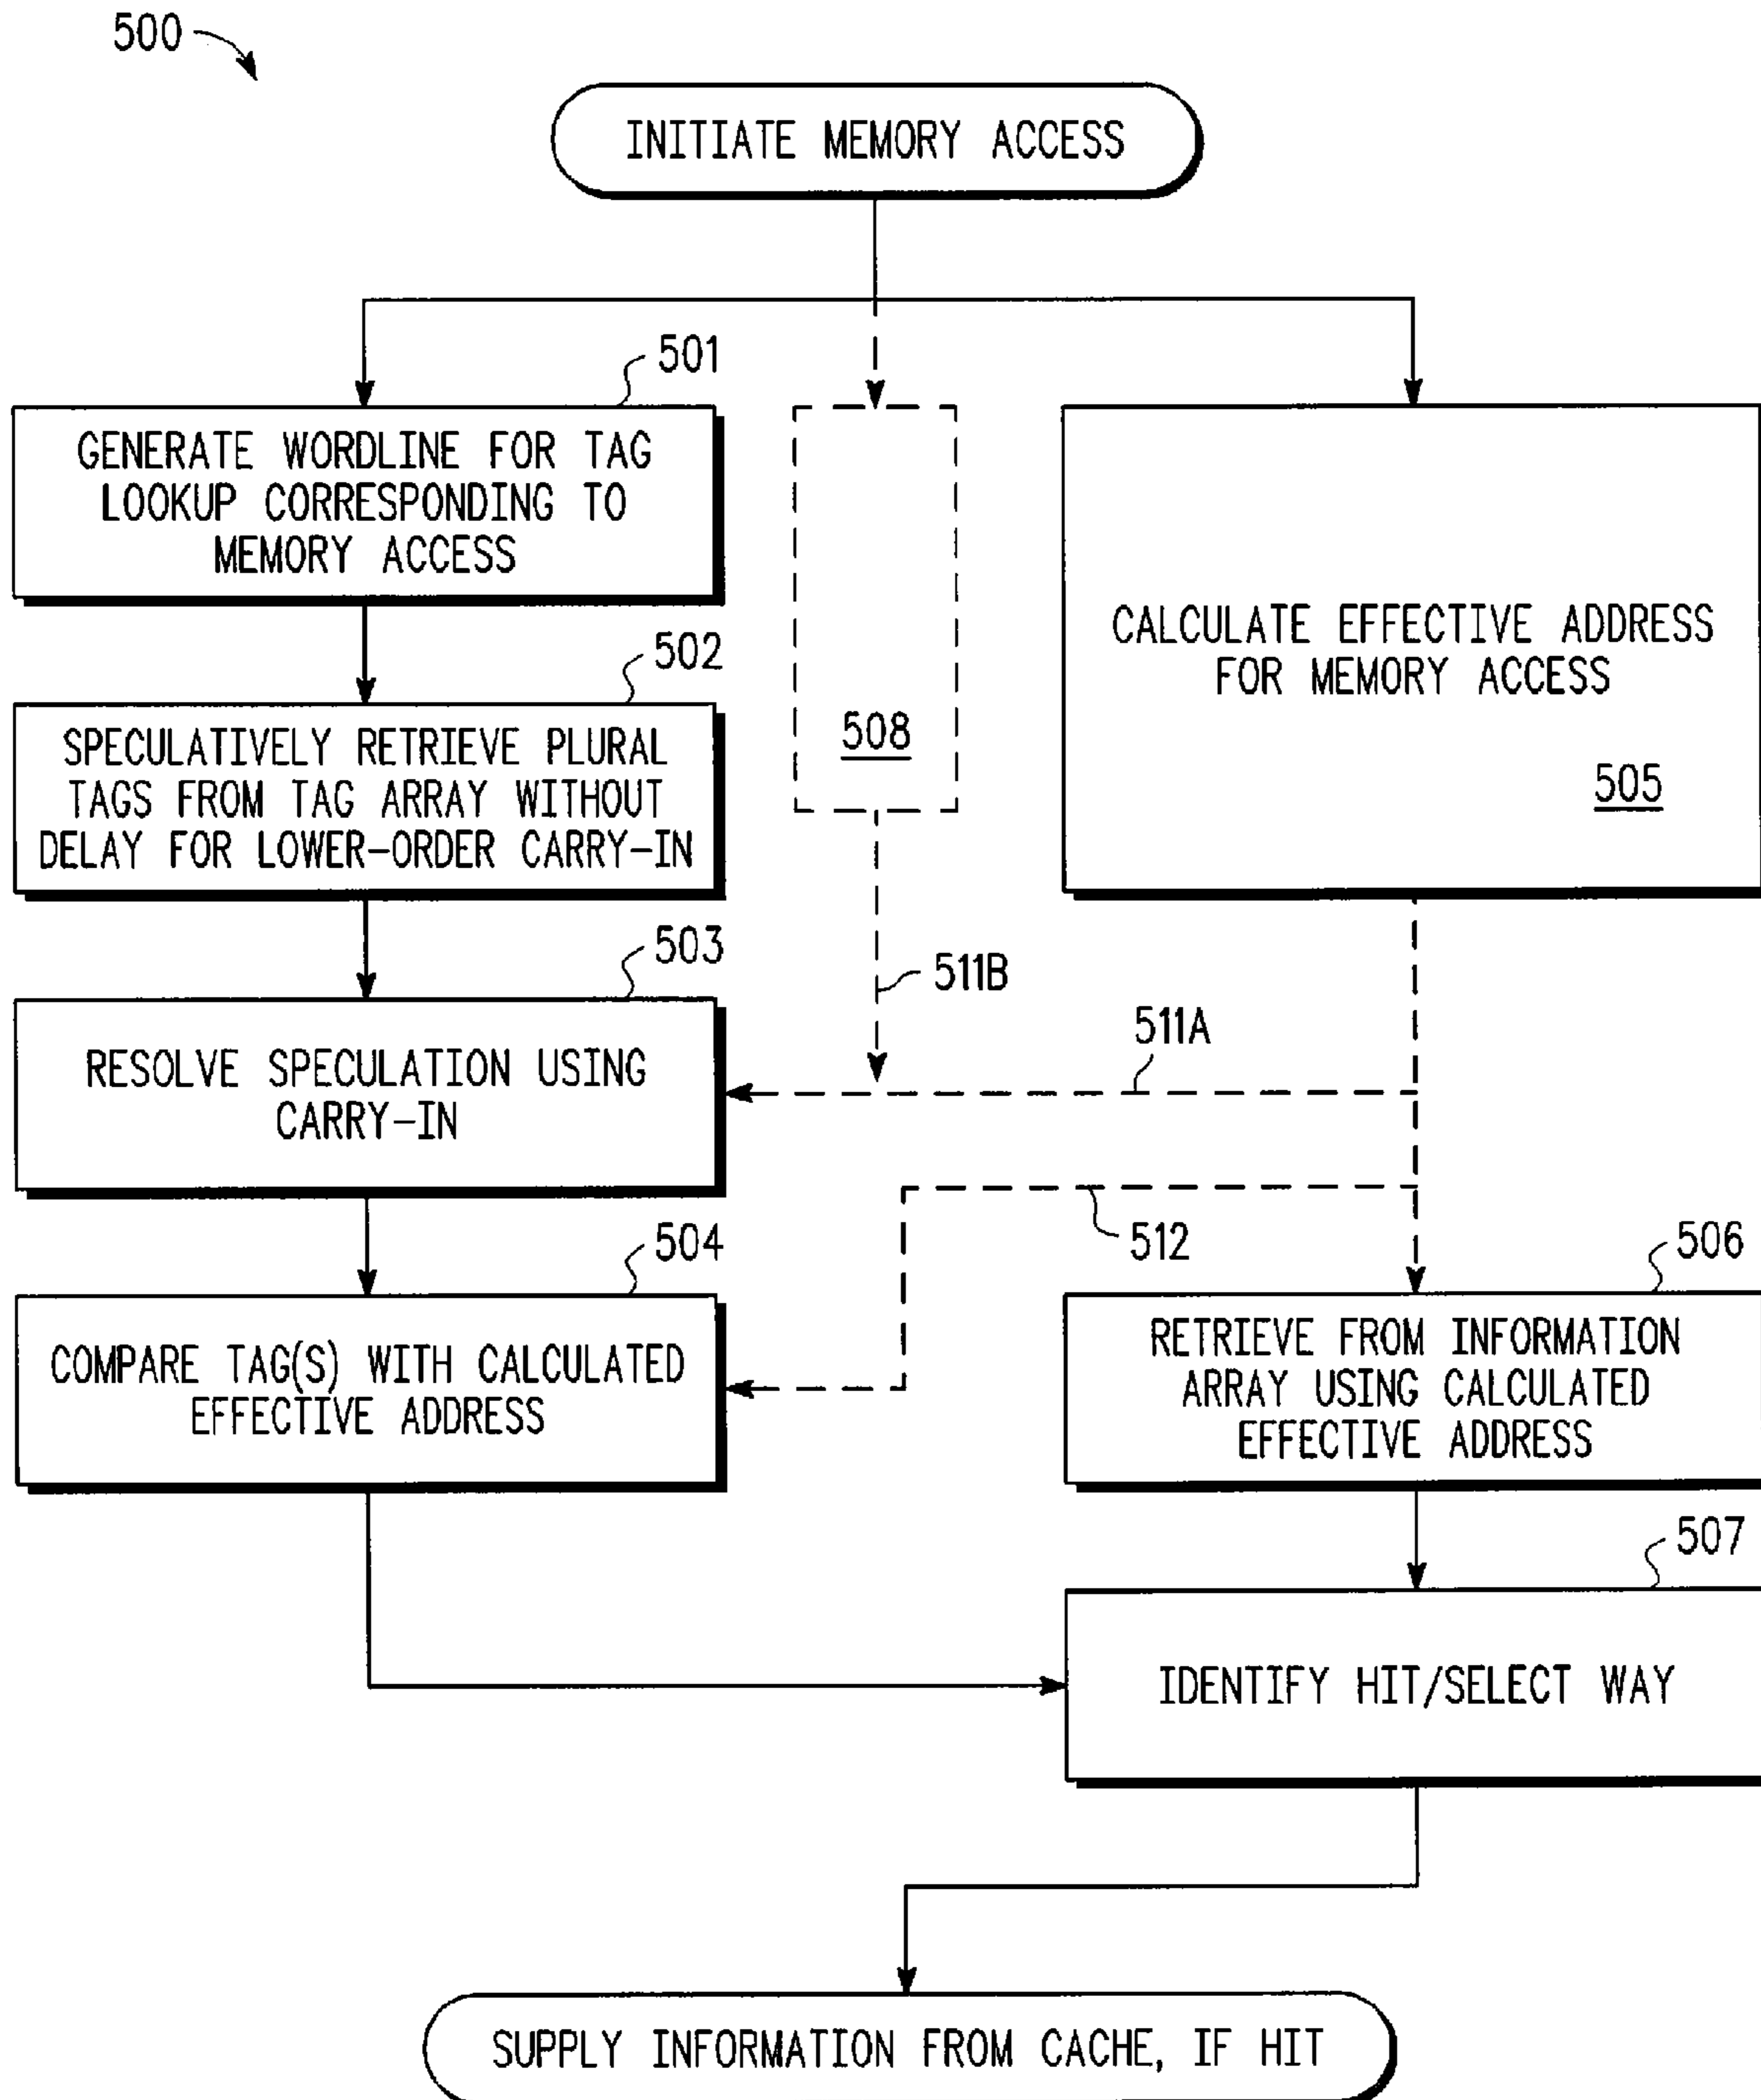 500
INITIATE MEMORY ACCESS
501
GENERATE WORDLINE FOR TAG
LOOKUP CORRESPONDING TO
MEMORY ACCESS
502
SPECULATIVELY RETRIEVE PLURAL
TAGS FROM TAG ARRAY WITHOUT
DELAY FOR LOWER-ORDER CARRY-IN
508
CALCULATE EFFECTIVE ADDRESS
FOR MEMORY ACCESS
505
503
RESOLVE SPECULATION USING
CARRY-IN
511B
511A
512
504
COMPARE TAG(S) WITH CALCULATED
EFFECTIVE ADDRESS
506
RETRIEVE FROM INFORMATION
ARRAY USING CALCULATED
EFFECTIVE ADDRESS
507
IDENTIFY HIT/SELECT WAY
SUPPLY INFORMATION FROM CACHE, IF HIT